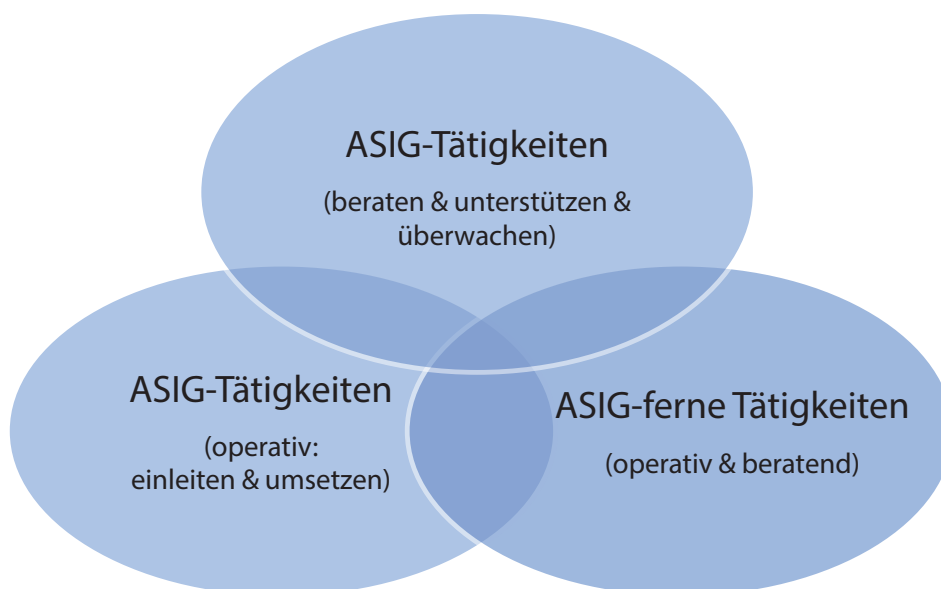 ASIG-Tätigkeiten
(beraten & unterstützen &
überwachen)
ASIG-Tätigkeiten
(operativ:
einleiten & umsetzen)
ASIG-ferne Tätigkeiten
(operativ & beratend)